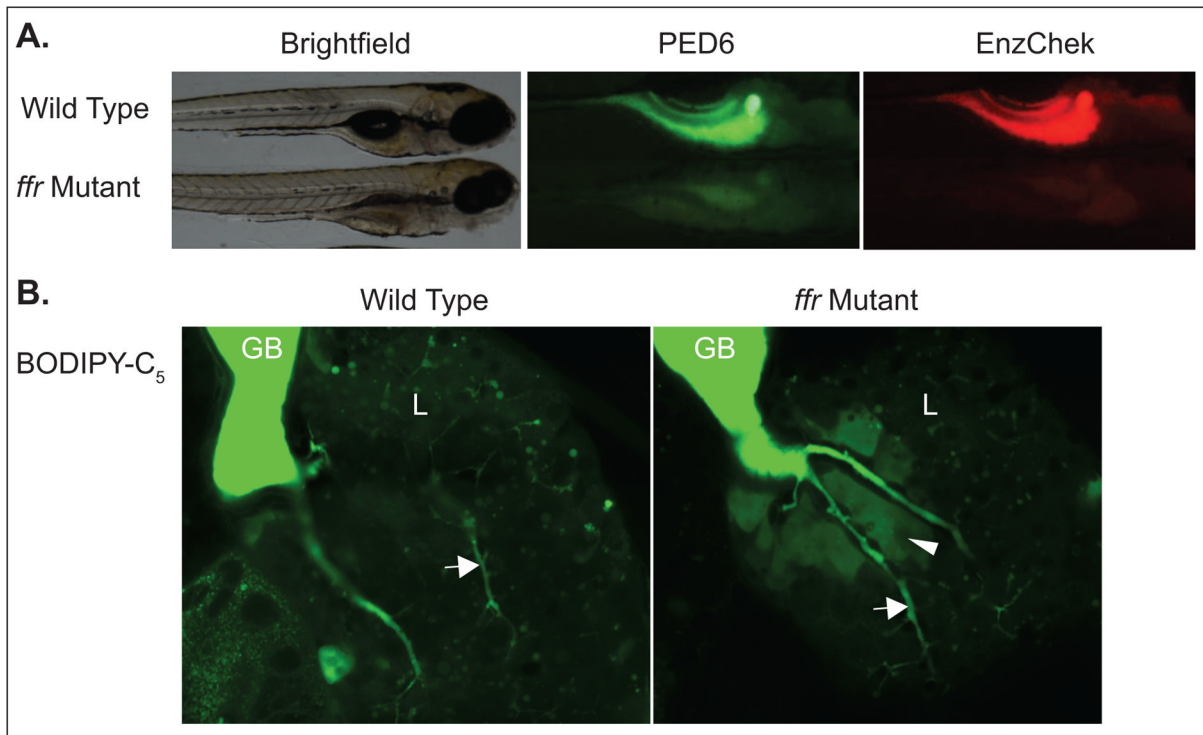 A.
Brightfield PED6 EnzChek
Wild Type
ffr Mutant
B.
Wild Type ffr Mutant
BODIPY-C₅
GB L GB L